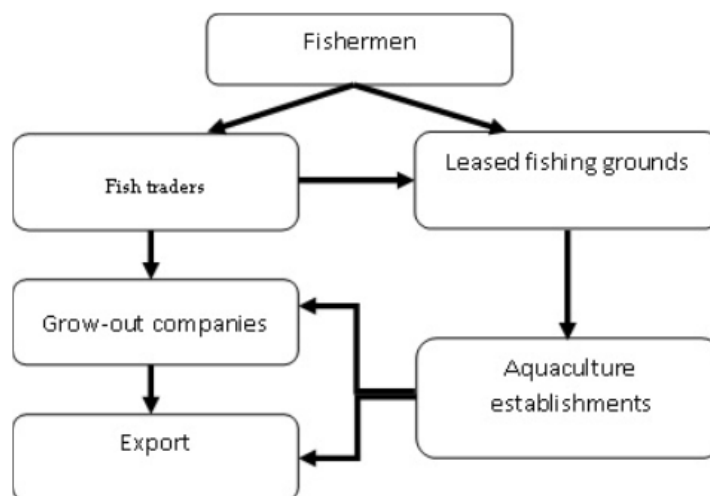 Fishermen
Fish traders
Leased fishing grounds
Grow-out companies
Aquaculture
establishments
Export